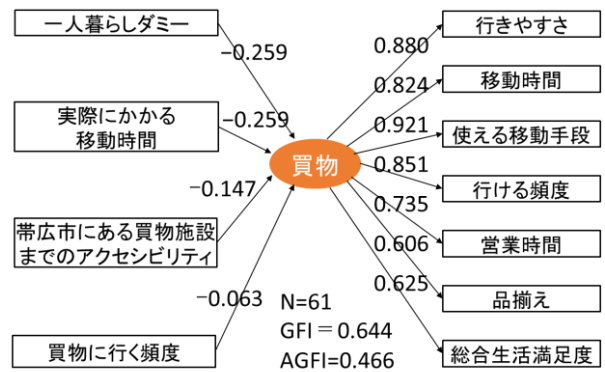 一人暮らしダミー
−0.259
実際にかかる
移動時間
−0.259
帯広市にある買物施設
までのアクセシビリティ
−0.147
買物に行く頻度
−0.063
買物
0.880
行きやすさ
0.824
移動時間
0.921
使える移動手段
0.851
行ける頻度
0.735
営業時間
0.606
品揃え
0.625
総合生活満足度
N=61
GFI＝0.644
AGFI=0.466